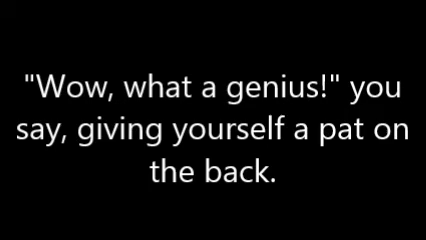 "Wow, what a genius!" you
say, giving yourself a pat on
the back.